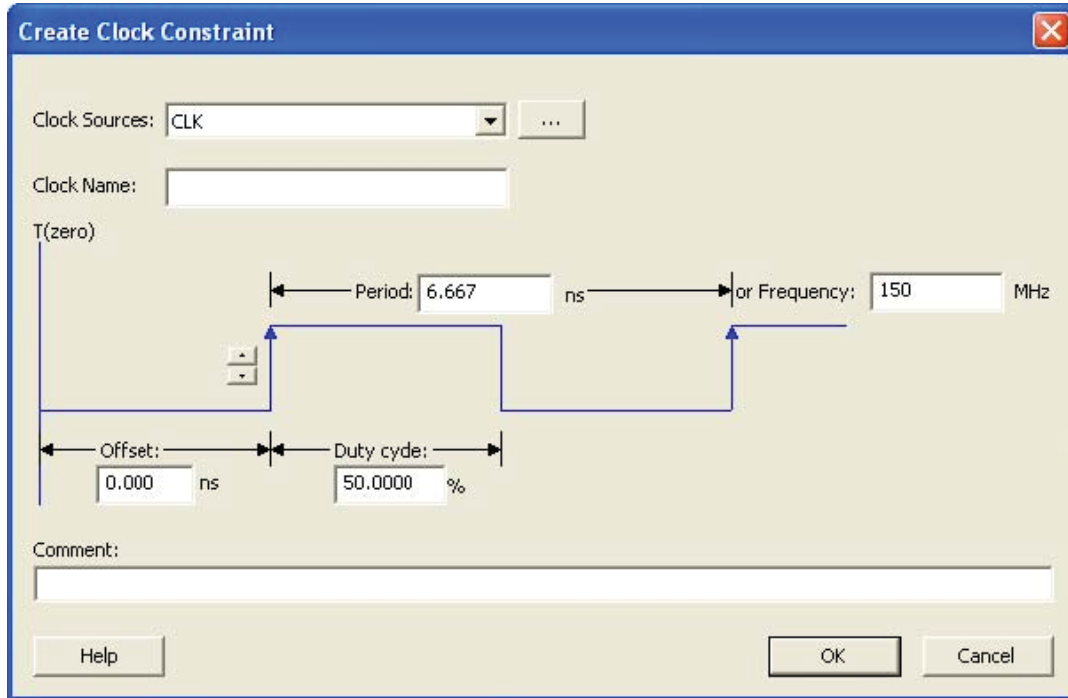 Create Clock Constraint
Clock Sources: CLK ...
Clock Name:
T(zero)
Period: 6.667 ns or Frequency: 150 MHz
Offset: Duty cycle:
0.000 ns 50.0000 %
Comment:
Help OK Cancel